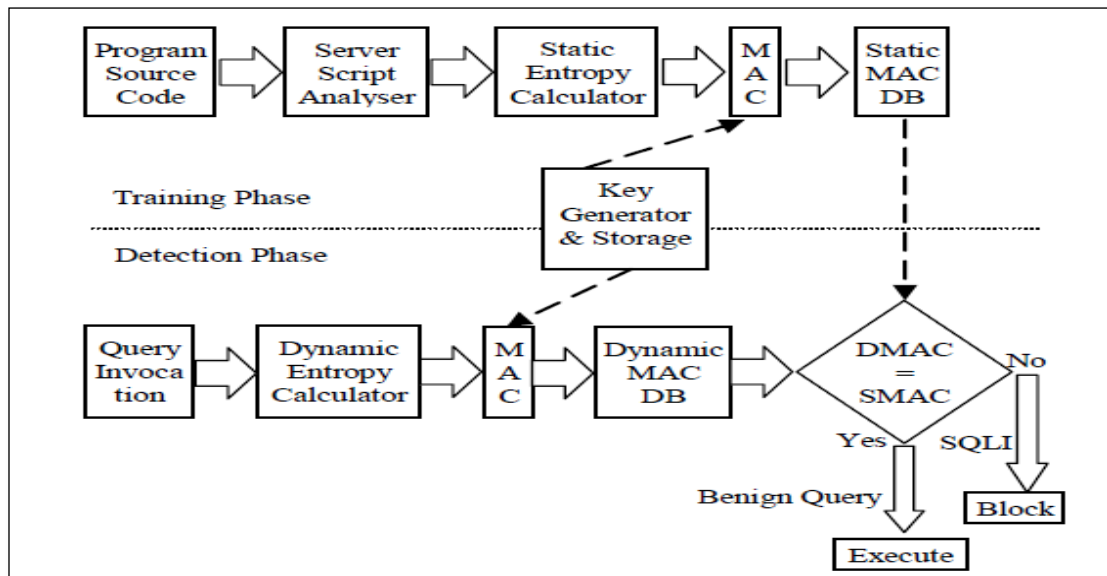 Program
Source
Code
Server
Script
Analyser
Static
Entropy
Calculator
M
A
C
Static
MAC
DB
Training Phase
Key
Generator
& Storage
Detection Phase
Query
Invoca
tion
Dynamic
Entropy
Calculator
M
A
C
Dynamic
MAC
DB
DMAC
=
SMAC
No
Yes
SQLI
Benign Query
Block
Execute